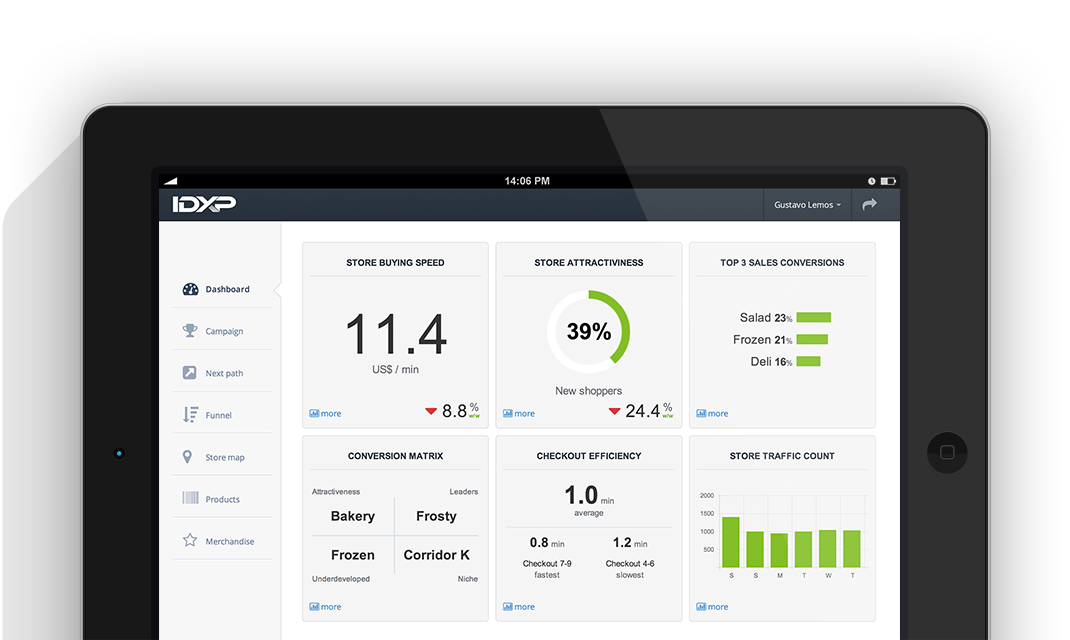 14:06 PM
IDXP
Gustavo Lemos
Dashboard
Campaign
Next path
Funnel
Store map
Products
Merchandise
STORE BUYING SPEED
11.4
US$ / min
8.8 % w/w
more
STORE ATTRACTIVINESS
39%
New shoppers
24.4 % w/w
more
TOP 3 SALES CONVERSIONS
Salad 23%
Frozen 21%
Deli 16%
more
CONVERSION MATRIX
Attractiveness Leaders
Bakery Frosty
Frozen Corridor K
Underdeveloped Niche
more
CHECKOUT EFFICIENCY
1.0 min
average
0.8 min 1.2 min
Checkout 7-9 Checkout 4-6
fastest slowest
more
STORE TRAFFIC COUNT
2000
1500
1000
500
S S M T W T
more